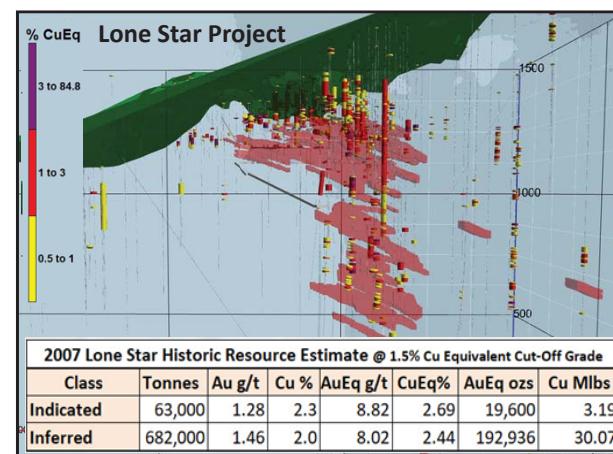 % CuEq
Lone Star Project
3 to 84.8
1 to 3
0.5 to 1
1500
1000
500
2007 Lone Star Historic Resource Estimate @ 1.5% Cu Equivalent Cut-Off Grade
Class Tonnes Au g/t Cu % AuEq g/t CuEq% AuEq ozs Cu Mlbs
Indicated 63,000 1.28 2.3 8.82 2.69 19,600 3.19
Inferred 682,000 1.46 2.0 8.02 2.44 192,936 30.07